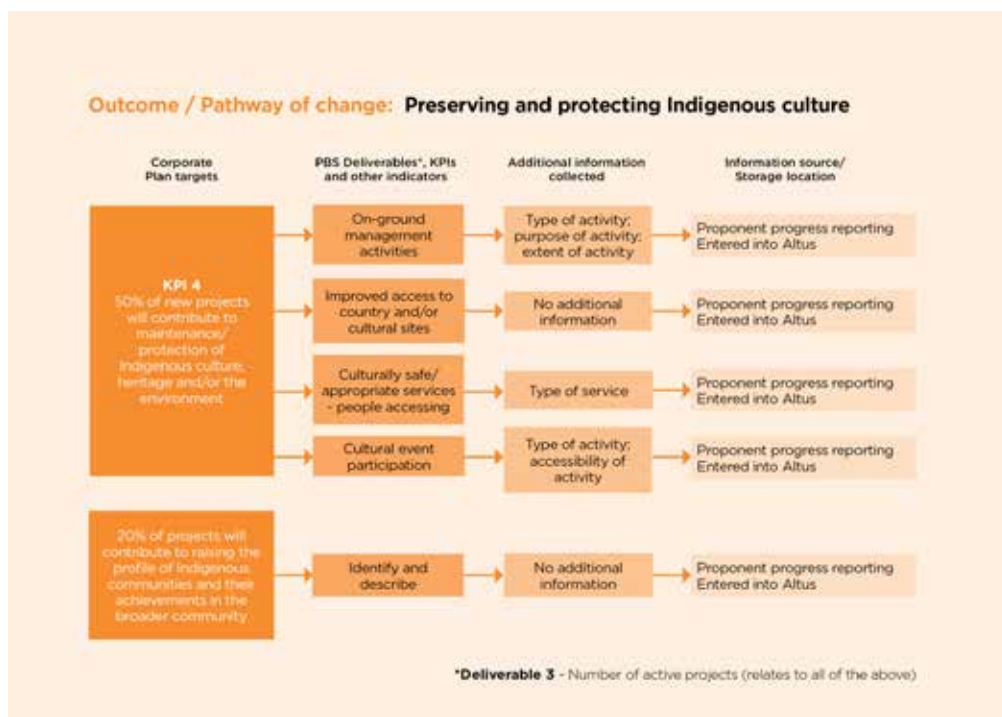 Outcome / Pathway of change: Preserving and protecting Indigenous culture
Corporate
Plan targets
PBS Deliverables*, KPIs
and other indicators
Additional information
collected
Information source/
Storage location
KPI 4
50% of new projects
will contribute to
maintenance/
protection of
Indigenous culture,
heritage and/or the
environment
On-ground
management
activities
Type of activity;
purpose of activity;
extent of activity
Proponent progress reporting
Entered into Altus
Improved access to
country and/or
cultural sites
No additional
information
Proponent progress reporting
Entered into Altus
Culturally safe/
appropriate services
- people accessing
Type of service
Proponent progress reporting
Entered into Altus
Cultural event
participation
Type of activity;
accessibility of
activity
Proponent progress reporting
Entered into Altus
20% of projects will
contribute to raising the
profile of Indigenous
communities and their
achievements in the
broader community
Identify and
describe
No additional
information
Proponent progress reporting
Entered into Altus
*Deliverable 3 - Number of active projects (relates to all of the above)